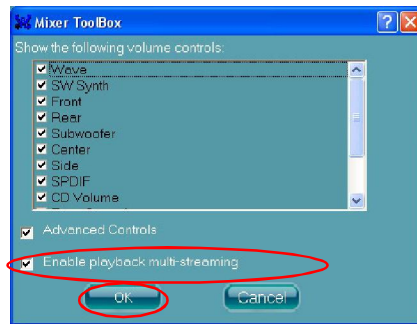 Mixer ToolBox
Show the following volume controls:
Wave
SW Synth
Front
Rear
Subwoofer
Center
Side
SPDIF
CD Volume
Advanced Controls
Enable playback multi-streaming
OK
Cancel